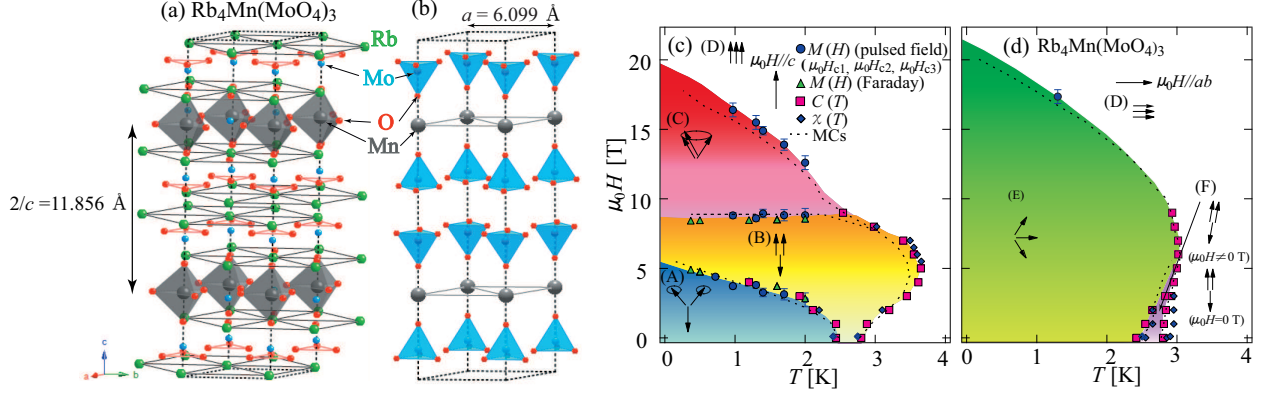 (a) Rb4Mn(MoO4)3
Rb
Mo
O
Mn
2/c = 11.856 Å
c
a
b
(b)
a = 6.099 Å
(c)
(D)
μ0H//c
M (H) (pulsed field)
(μ0Hc1, μ0Hc2, μ0Hc3)
M (H) (Faraday)
C (T)
χ (T)
MCs
(C)
(B)
(A)
μ0H [T]
20
15
10
5
0
0
1
2
3
4
T [K]
(d) Rb4Mn(MoO4)3
μ0H//ab
(D)
(E)
(F)
(μ0H≠0 T)
(μ0H=0 T)
0
1
2
3
4
T [K]